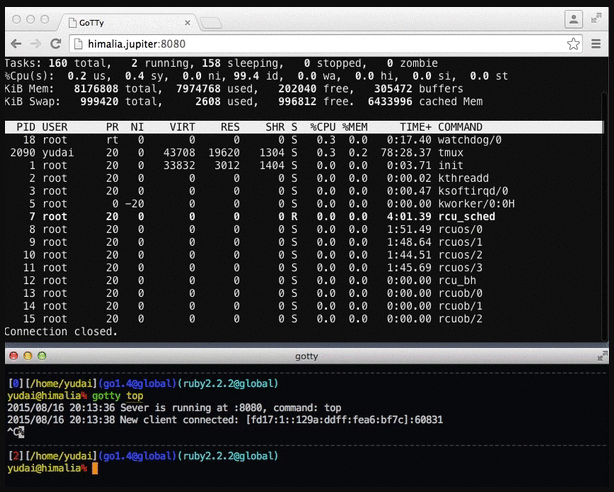 GoTTy
himalia.jupiter:8080
Tasks: 160 total, 2 running, 158 sleeping, 0 stopped, 0 zombie
%Cpu(s): 0.2 us, 0.4 sy, 0.0 ni, 99.4 id, 0.0 wa, 0.0 hi, 0.0 si, 0.0 st
KiB Mem: 8176808 total, 7974768 used, 202040 free, 305472 buffers
KiB Swap: 999420 total, 2608 used, 996812 free. 6433996 cached Mem
PID USER PR NI VIRT RES SHR S %CPU %MEM TIME+ COMMAND
18 root rt 0 0 0 0 S 0.3 0.0 0:17.40 watchdog/0
2090 yudai 20 0 43708 19620 1304 S 0.3 0.2 78:28.37 tmux
1 root 20 0 33832 3012 1404 S 0.0 0.0 0:03.71 init
2 root 20 0 0 0 0 S 0.0 0.0 0:00.02 kthreadd
3 root 20 0 0 0 0 S 0.0 0.0 0:00.47 ksoftirqd/0
5 root 0 -20 0 0 0 S 0.0 0.0 0:00.00 kworker/0:0H
7 root 20 0 0 0 0 R 0.0 0.0 4:01.39 rcu_sched
8 root 20 0 0 0 0 S 0.0 0.0 1:51.49 rcuos/0
9 root 20 0 0 0 0 S 0.0 0.0 1:48.64 rcuos/1
10 root 20 0 0 0 0 S 0.0 0.0 1:44.51 rcuos/2
11 root 20 0 0 0 0 S 0.0 0.0 1:45.69 rcuos/3
12 root 20 0 0 0 0 S 0.0 0.0 0:00.00 rcu_bh
13 root 20 0 0 0 0 S 0.0 0.0 0:00.00 rcuob/0
14 root 20 0 0 0 0 S 0.0 0.0 0:00.00 rcuob/1
15 root 20 0 0 0 0 S 0.0 0.0 0:00.00 rcuob/2
Connection closed.
gotty
[0][/home/yudai](go1.4@global)(ruby2.2.2@global)
yudai@himalia% gotty top
2015/08/16 20:13:36 Sever is running at :8080, command: top
2015/08/16 20:13:38 New client connected: [fd17:1::129a:ddff:fea6:bf7c]:60831
^C%
[2][/home/yudai](go1.4@global)(ruby2.2.2@global)
yudai@himalia%